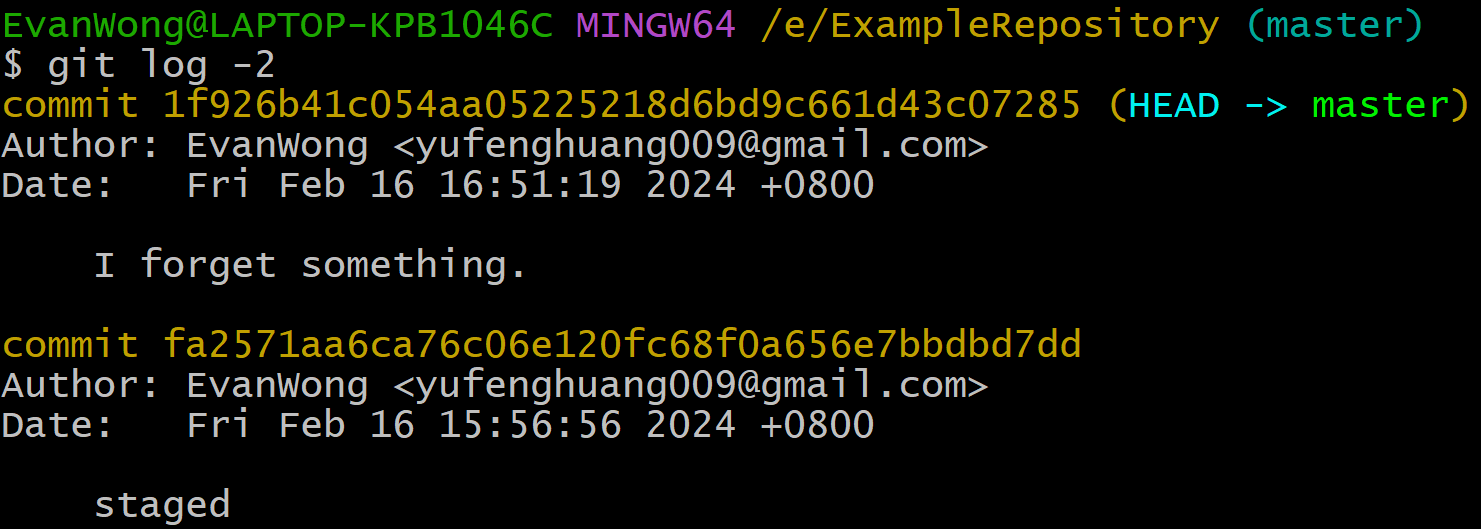 EvanWong@LAPTOP-KPB1046C MINGW64 /e/ExampleRepository (master)
$ git log -2
commit 1f926b41c054aa05225218d6bd9c661d43c07285 (HEAD -> master)
Author: EvanWong <yufenghuang009@gmail.com>
Date:   Fri Feb 16 16:51:19 2024 +0800
    I forget something.
commit fa2571aa6ca76c06e120fc68f0a656e7bbdbd7dd
Author: EvanWong <yufenghuang009@gmail.com>
Date:   Fri Feb 16 15:56:56 2024 +0800
    staged